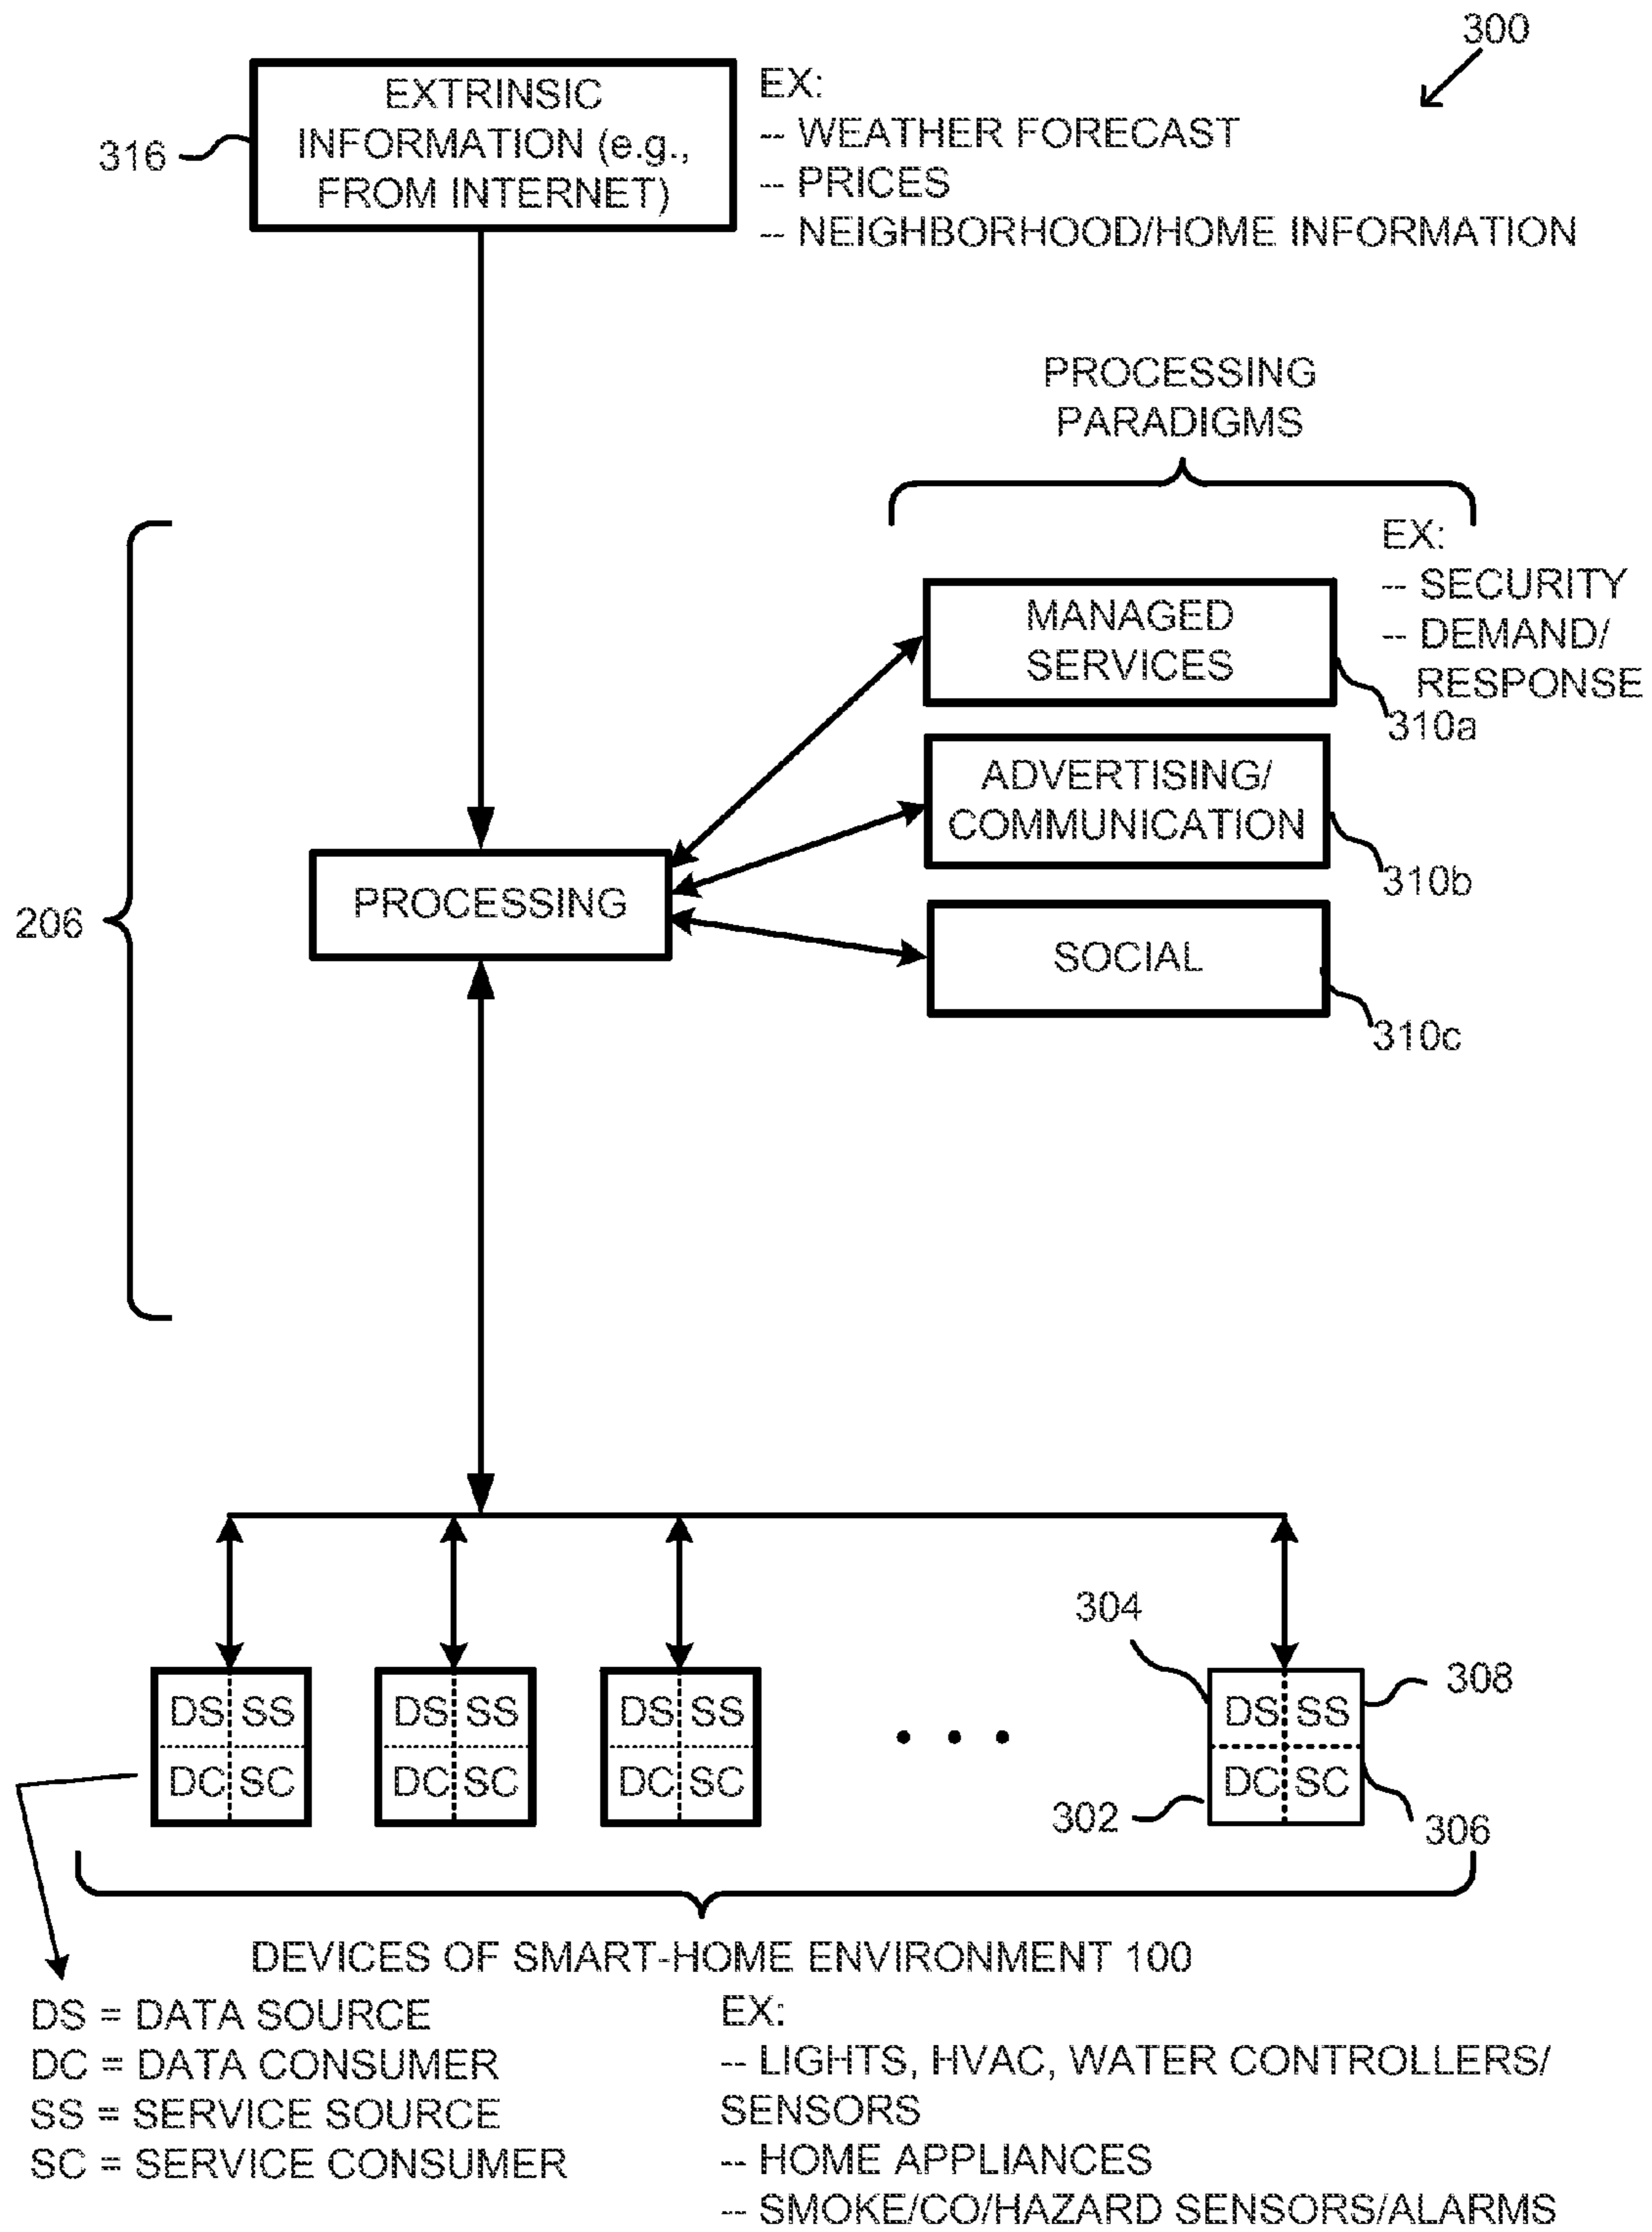 300
EXTRINSIC
INFORMATION (e.g.,
FROM INTERNET)
316
EX:
-- WEATHER FORECAST
-- PRICES
-- NEIGHBORHOOD/HOME INFORMATION
PROCESSING
PARADIGMS
EX:
-- SECURITY
-- DEMAND/
RESPONSE
MANAGED
SERVICES
310a
ADVERTISING/
COMMUNICATION
310b
SOCIAL
310c
PROCESSING
206
304
308
DS SS
DC SC
DS SS
DC SC
DS SS
DC SC
• • •
DS SS
DC SC
302
306
DEVICES OF SMART-HOME ENVIRONMENT 100
DS = DATA SOURCE
DC = DATA CONSUMER
SS = SERVICE SOURCE
SC = SERVICE CONSUMER
EX:
-- LIGHTS, HVAC, WATER CONTROLLERS/
SENSORS
-- HOME APPLIANCES
-- SMOKE/CO/HAZARD SENSORS/ALARMS